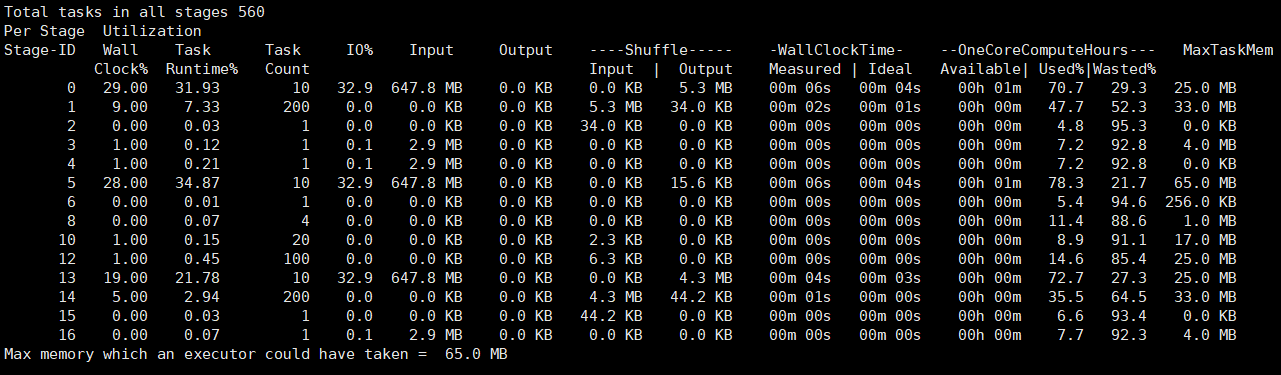 Total tasks in all stages 560
Per Stage  Utilization
Stage-ID   Wall    Task      Task     IO%    Input     Output    ----Shuffle-----    -WallClockTime-    --OneCoreComputeHours---   MaxTaskMem
          Clock%  Runtime%   Count                               Input  |  Output    Measured | Ideal   Available| Used%|Wasted%
       0   29.00   31.93        10   32.9  647.8 MB    0.0 KB    0.0 KB    5.3 MB    00m 06s   00m 04s    00h 01m   70.7   29.3   25.0 MB
       1    9.00    7.33       200    0.0    0.0 KB    0.0 KB    5.3 MB   34.0 KB    00m 02s   00m 01s    00h 00m   47.7   52.3   33.0 MB
       2    0.00    0.03         1    0.0    0.0 KB    0.0 KB   34.0 KB    0.0 KB    00m 00s   00m 00s    00h 00m    4.8   95.3    0.0 KB
       3    1.00    0.12         1    0.1    2.9 MB    0.0 KB    0.0 KB    0.0 KB    00m 00s   00m 00s    00h 00m    7.2   92.8    4.0 MB
       4    1.00    0.21         1    0.1    2.9 MB    0.0 KB    0.0 KB    0.0 KB    00m 00s   00m 00s    00h 00m    7.2   92.8    0.0 KB
       5   28.00   34.87        10   32.9  647.8 MB    0.0 KB    0.0 KB   15.6 KB    00m 06s   00m 04s    00h 01m   78.3   21.7   65.0 MB
       6    0.00    0.01         1    0.0    0.0 KB    0.0 KB    0.0 KB    0.0 KB    00m 00s   00m 00s    00h 00m    5.4   94.6  256.0 KB
       8    0.00    0.07         4    0.0    0.0 KB    0.0 KB    0.0 KB    0.0 KB    00m 00s   00m 00s    00h 00m   11.4   88.6    1.0 MB
      10    1.00    0.15        20    0.0    0.0 KB    0.0 KB    2.3 KB    0.0 KB    00m 00s   00m 00s    00h 00m    8.9   91.1   17.0 MB
      12    1.00    0.45       100    0.0    0.0 KB    0.0 KB    6.3 KB    0.0 KB    00m 00s   00m 00s    00h 00m   14.6   85.4   25.0 MB
      13   19.00   21.78        10   32.9  647.8 MB    0.0 KB    0.0 KB    4.3 MB    00m 04s   00m 03s    00h 01m   72.7   27.3   25.0 MB
      14    5.00    2.94       200    0.0    0.0 KB    0.0 KB    4.3 MB   44.2 KB    00m 01s   00m 00s    00h 00m   35.5   64.5   33.0 MB
      15    0.00    0.03         1    0.0    0.0 KB    0.0 KB   44.2 KB    0.0 KB    00m 00s   00m 00s    00h 00m    6.6   93.4    0.0 KB
      16    0.00    0.07         1    0.1    2.9 MB    0.0 KB    0.0 KB    0.0 KB    00m 00s   00m 00s    00h 00m    7.7   92.3    4.0 MB
Max memory which an executor could have taken =  65.0 MB